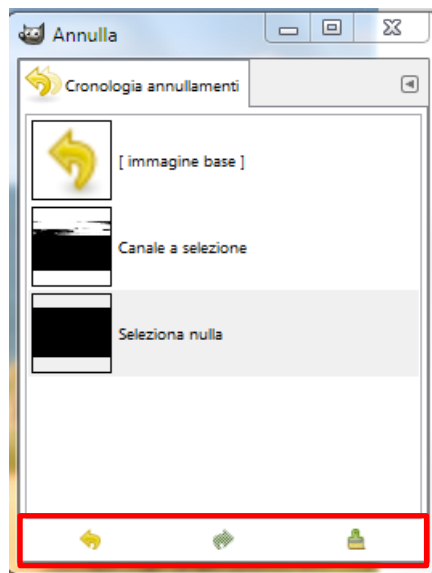 Annulla
Cronologia annullamenti
[ immagine base ]
Canale a selezione
Seleziona nulla